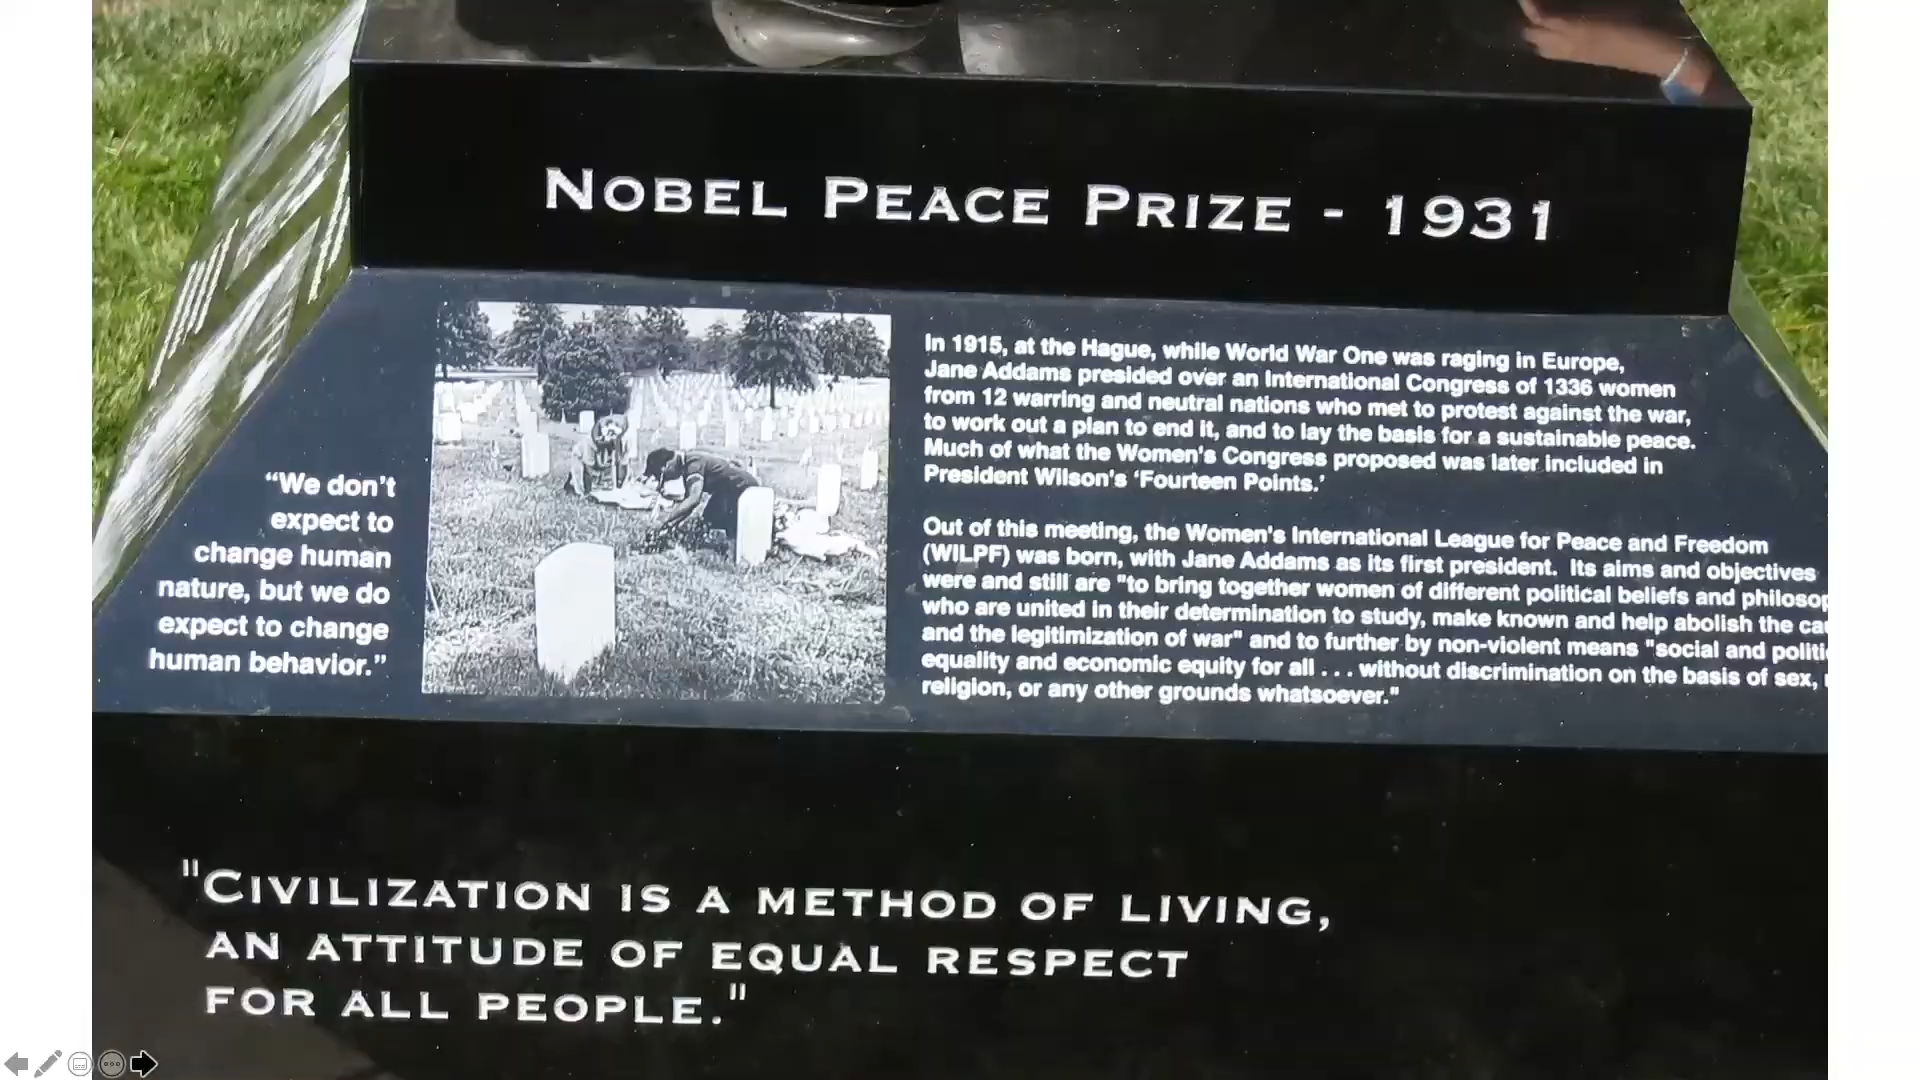 NOBEL PEACE PRIZE - 1931
"We don't
expect to
change human
nature, but we do
expect to change
human behavior."
In 1915, at the Hague, while World War One was raging in Europe,
Jane Addams presided over an International Congress of 1336 women
from 12 warring and neutral nations who met to protest against the war,
to work out a plan to end it, and to lay the basis for a sustainable peace.
Much of what the Women's Congress proposed was later included in
President Wilson's 'Fourteen Points.'
Out of this meeting, the Women's International League for Peace and Freedom
(WILPF) was born, with Jane Addams as its first president. Its aims and objectives
were and still are "to bring together women of different political beliefs and
who are united in their determination to study, make known and help abolish the
and the legitimization of war" and to further by non-violent means "social and
equality and economic equity for all . . . without discrimination on the basis of sex,
religion, or any other grounds whatsoever."
"CIVILIZATION IS A METHOD OF LIVING,
AN ATTITUDE OF EQUAL RESPECT
FOR ALL PEOPLE."